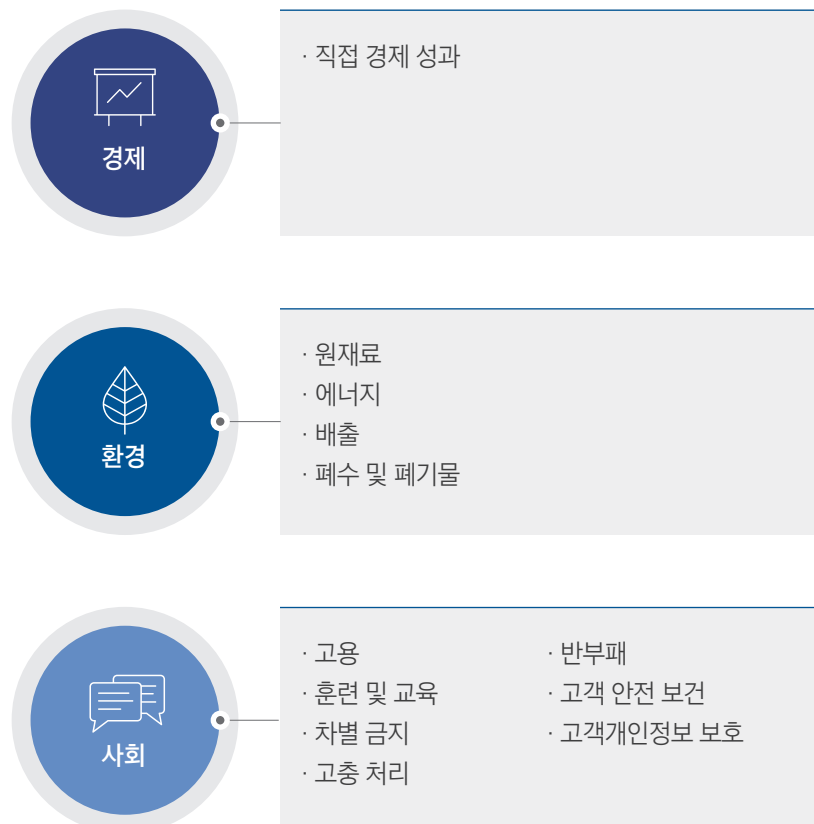 경제
· 직접 경제 성과
환경
· 원재료
· 에너지
· 배출
· 폐수 및 폐기물
사회
· 고용
· 훈련 및 교육
· 차별 금지
· 고충 처리
· 반부패
· 고객 안전 보건
· 고객개인정보 보호